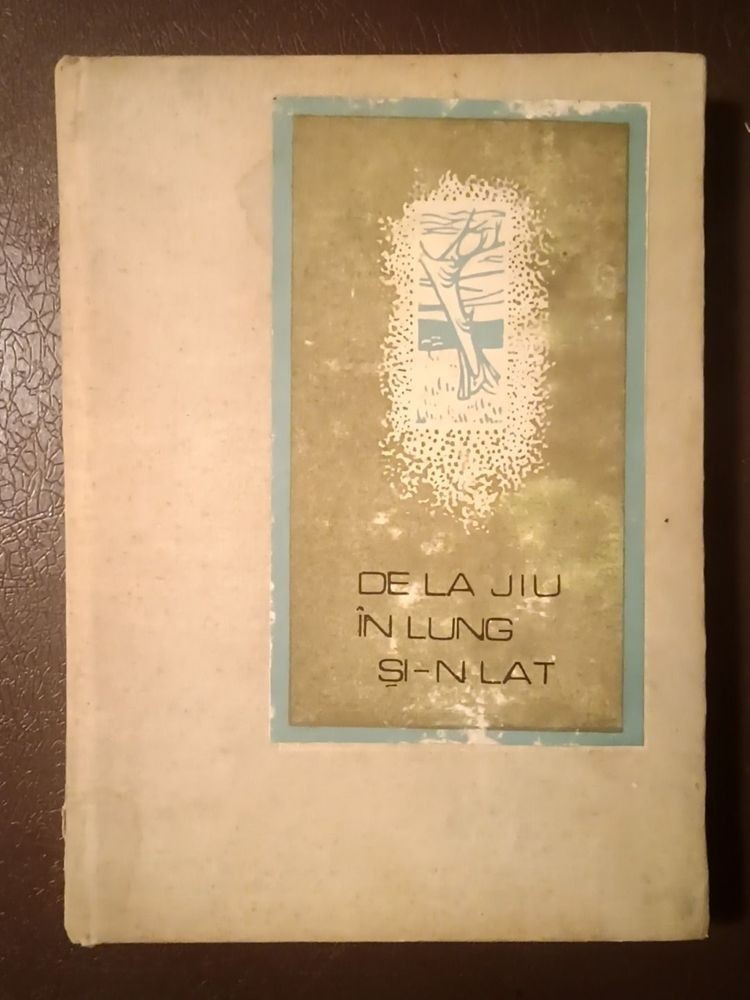 DE LA JIU
ÎN LUNG
ȘI-N LAT